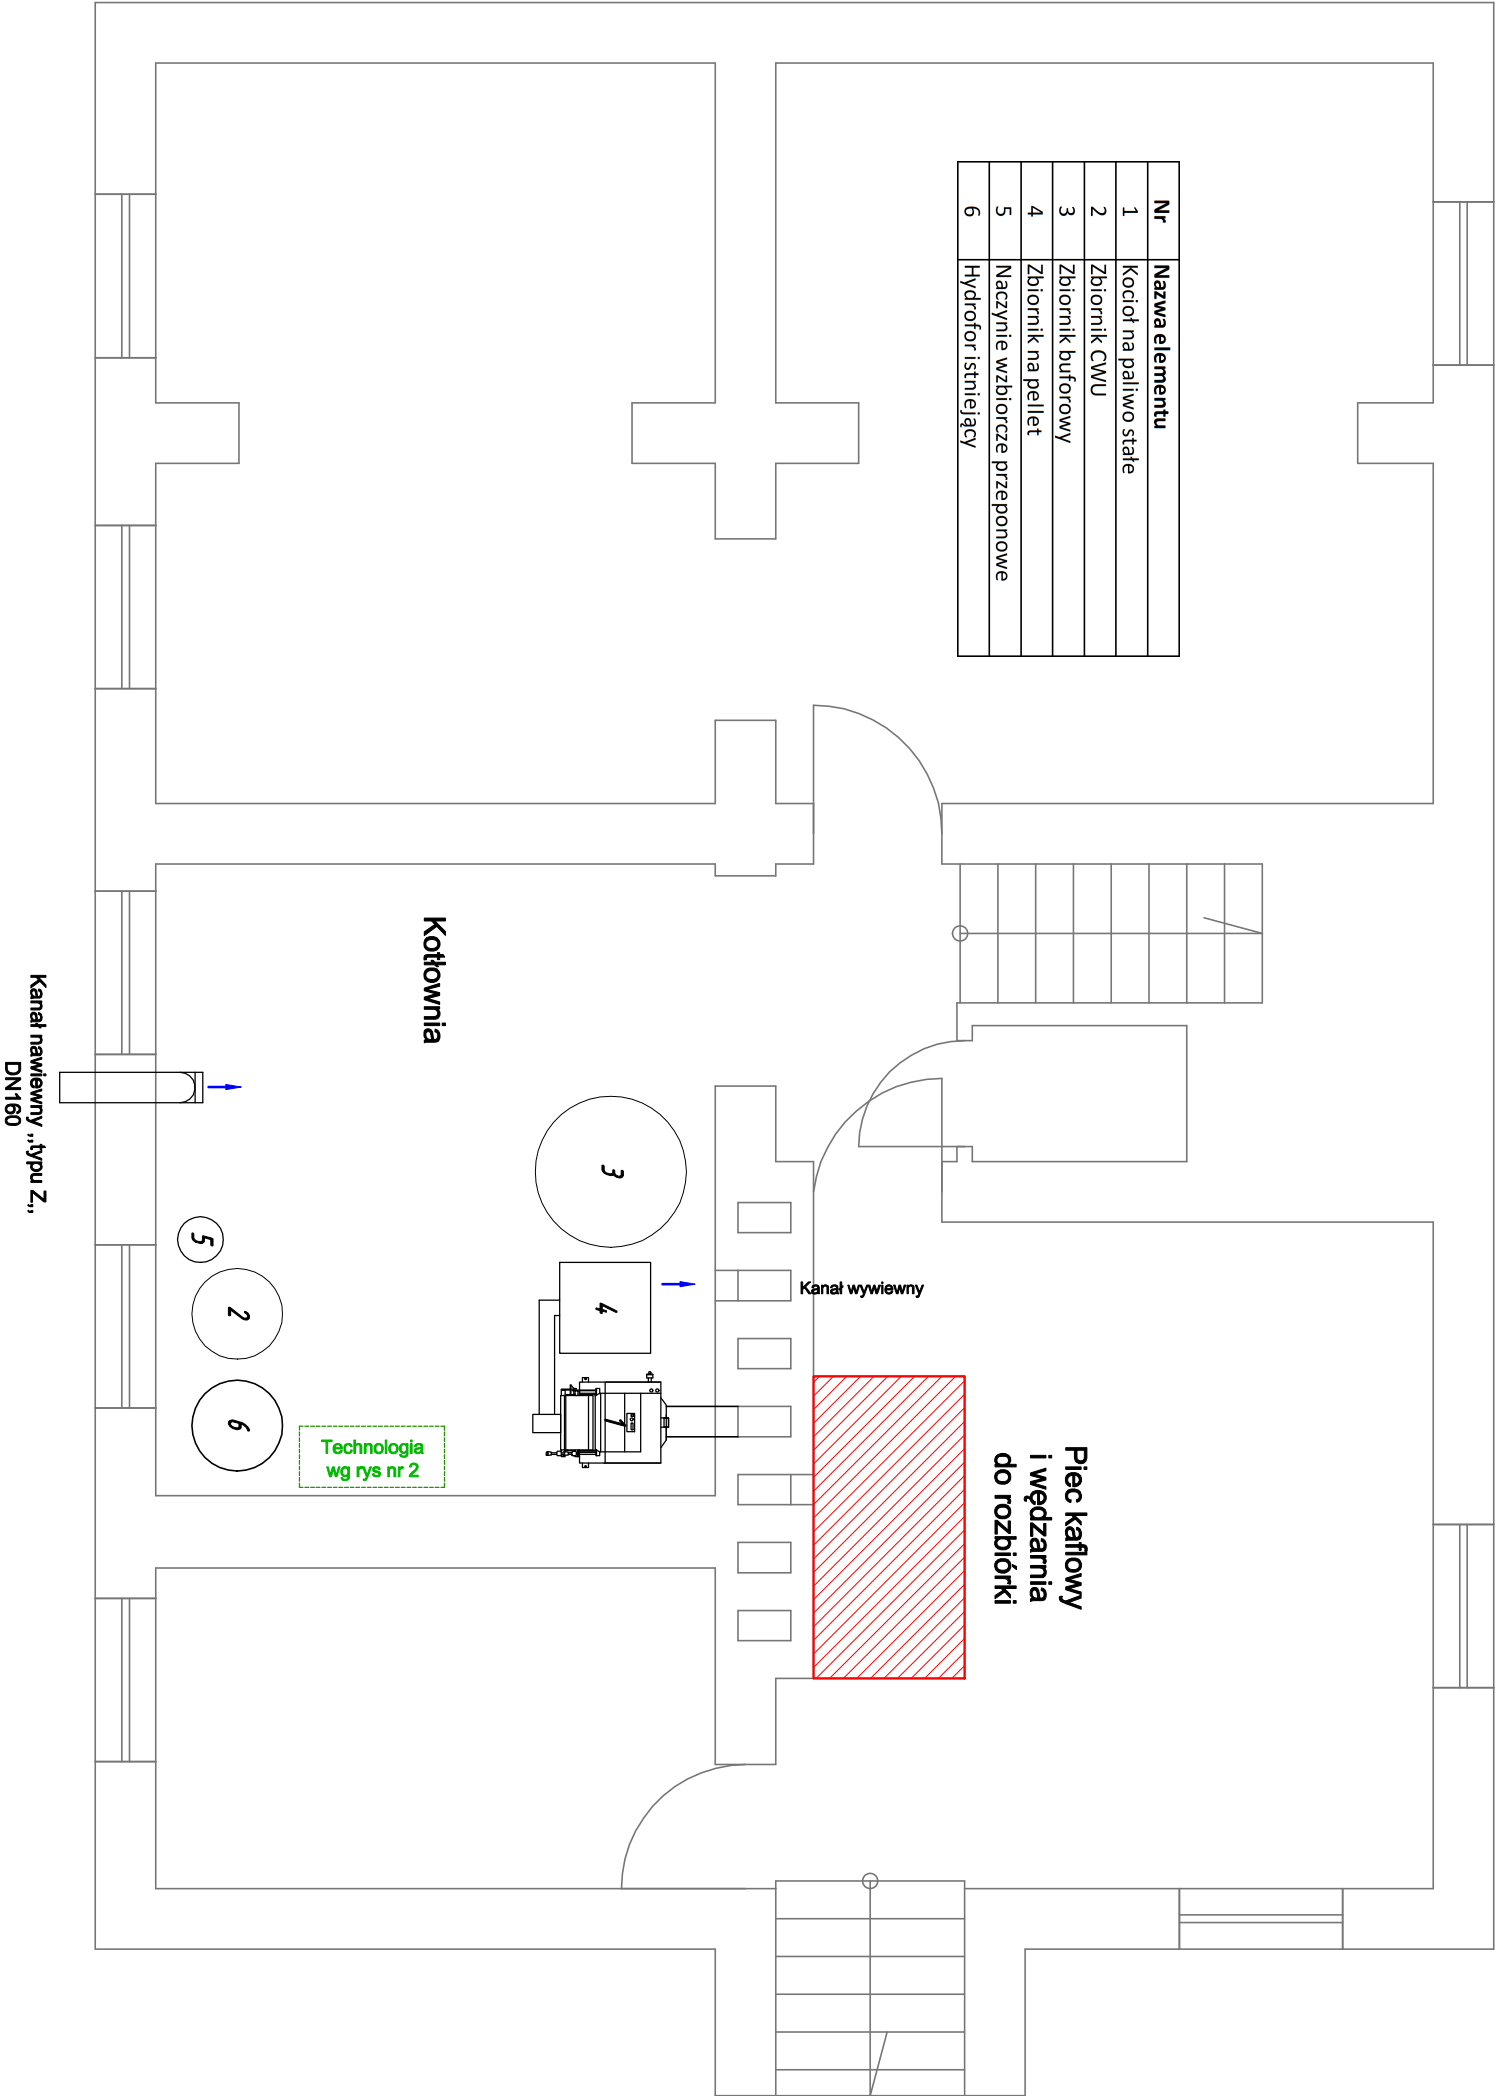 Nr Nazwa elementu
1 Kocioł na paliwo stałe
2 Zbiornik CWU
3 Zbiornik buforowy
4 Zbiornik na pellet
5 Naczynie wzbiorcze przeponowe
6 Hydrofor istniejący
Kotłownia
Kanał nawiewny ,,typu Z,,
DN160
3
4
1
5
2
6
Kanał wywiewny
Technologia
wg rys nr 2
Piec kaflowy
i wędzarnia
do rozbiórki